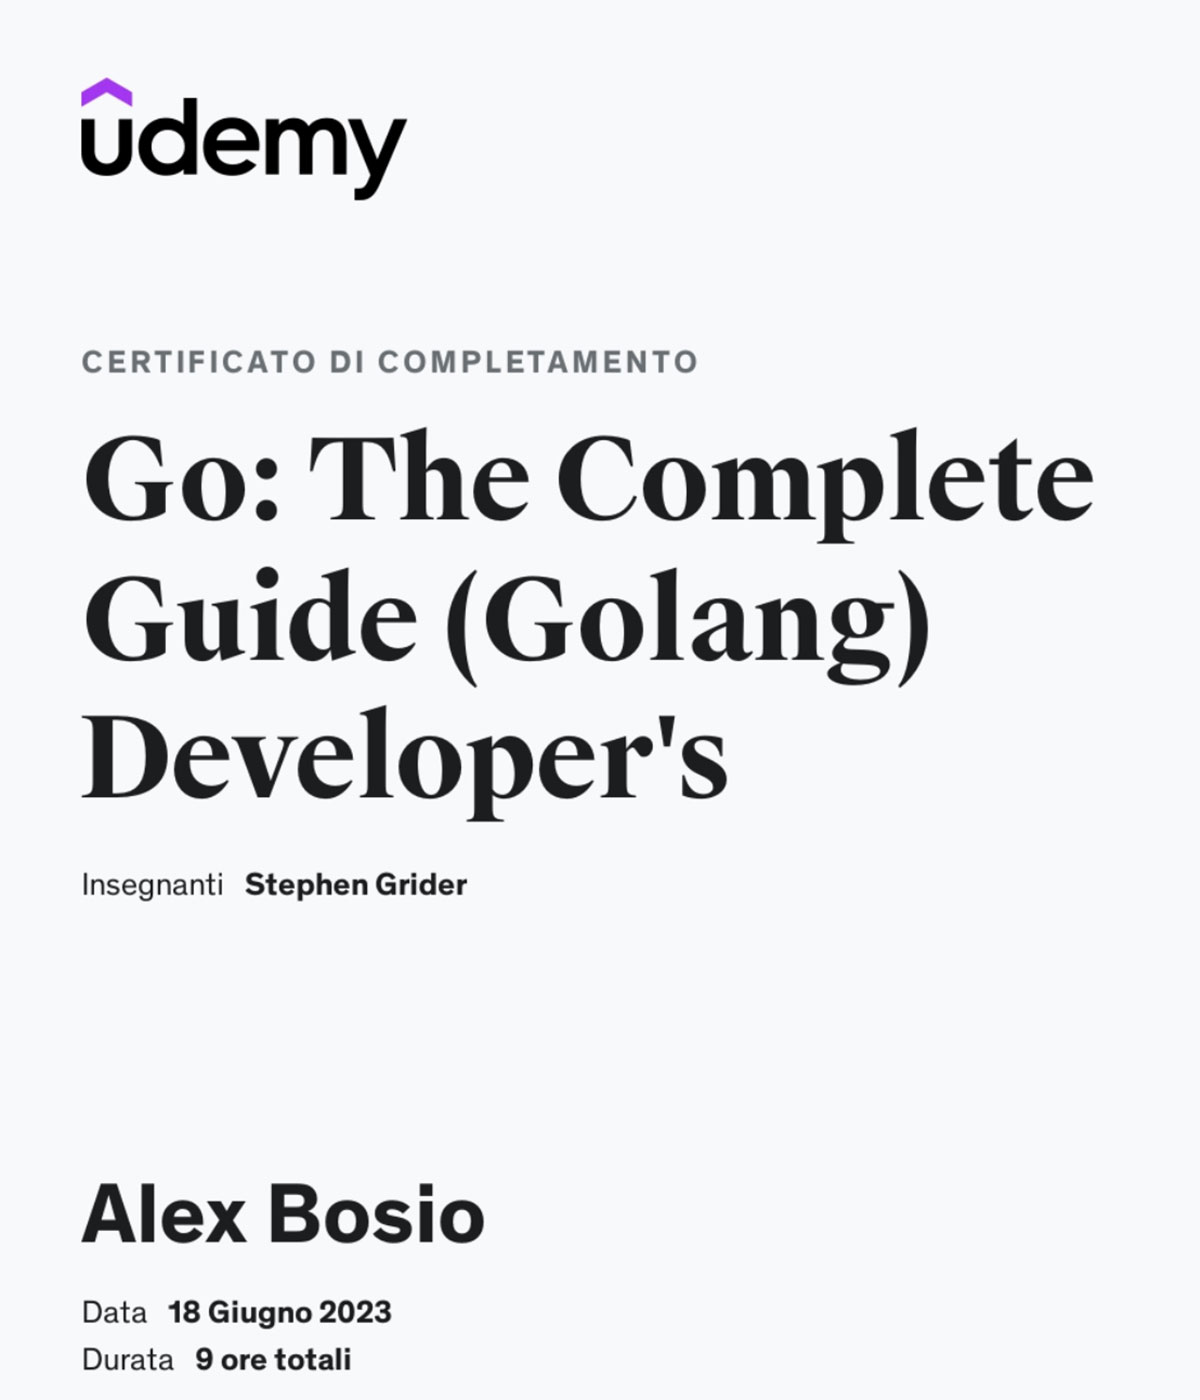 udemy
CERTIFICATO DI COMPLETAMENTO
Go: The Complete
Guide (Golang)
Developer's
Insegnanti Stephen Grider
Alex Bosio
Data 18 Giugno 2023
Durata 9 ore totali